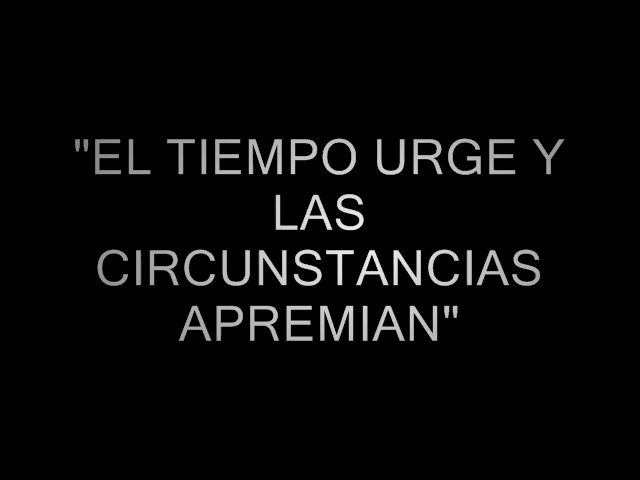 "EL TIEMPO URGE Y
LAS
CIRCUNSTANCIAS
APREMIAN"